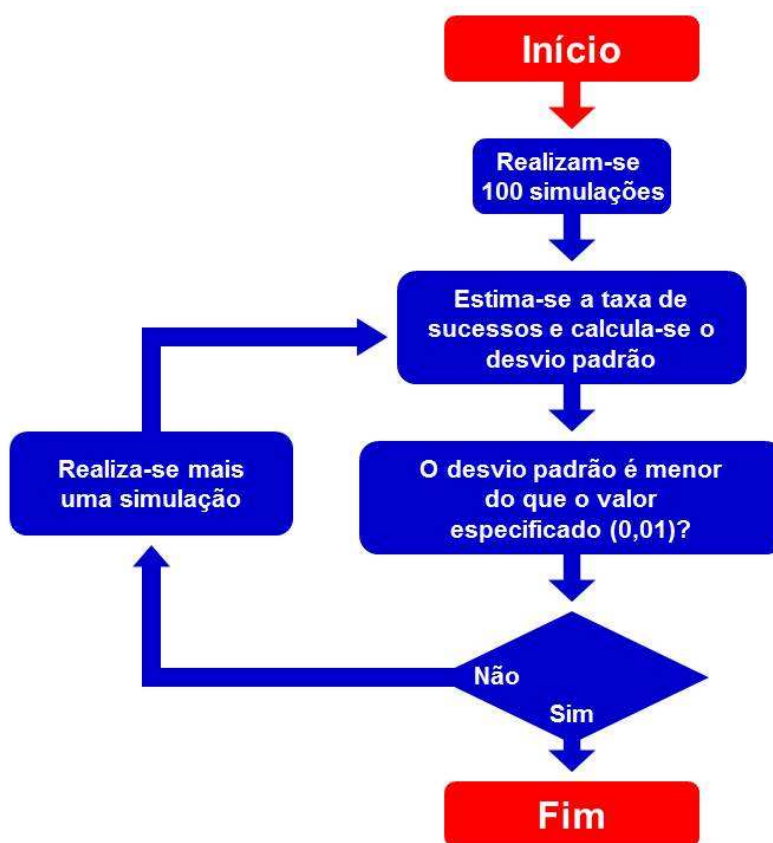 Início
Realizam-se
100 simulações
Estima-se a taxa de
sucessos e calcula-se o
desvio padrão
Realiza-se mais
uma simulação
O desvio padrão é menor
do que o valor
especificado (0,01)?
Não
Sim
Fim